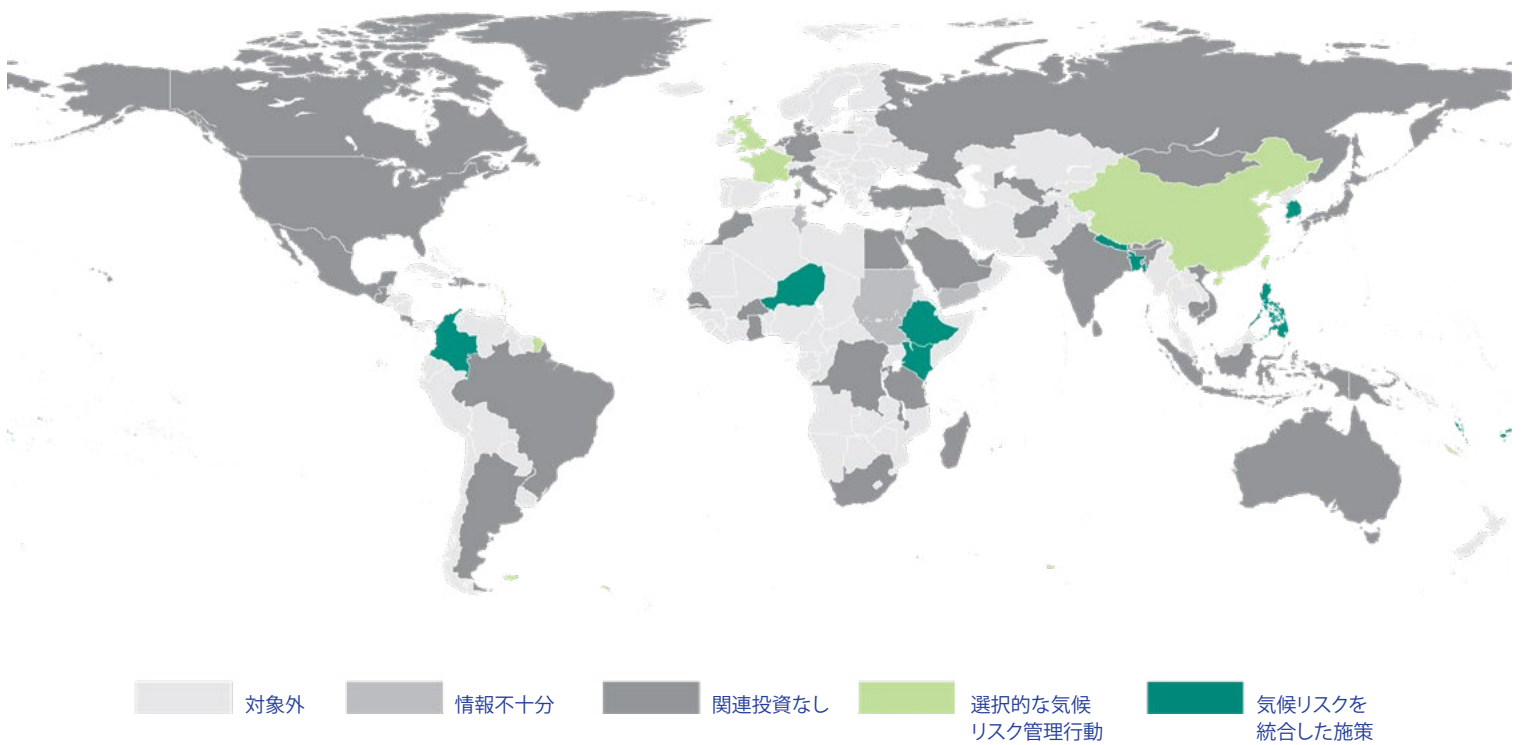 対象外
情報不十分
関連投資なし
選択的な気候
リスク管理行動
気候リスクを
統合した施策